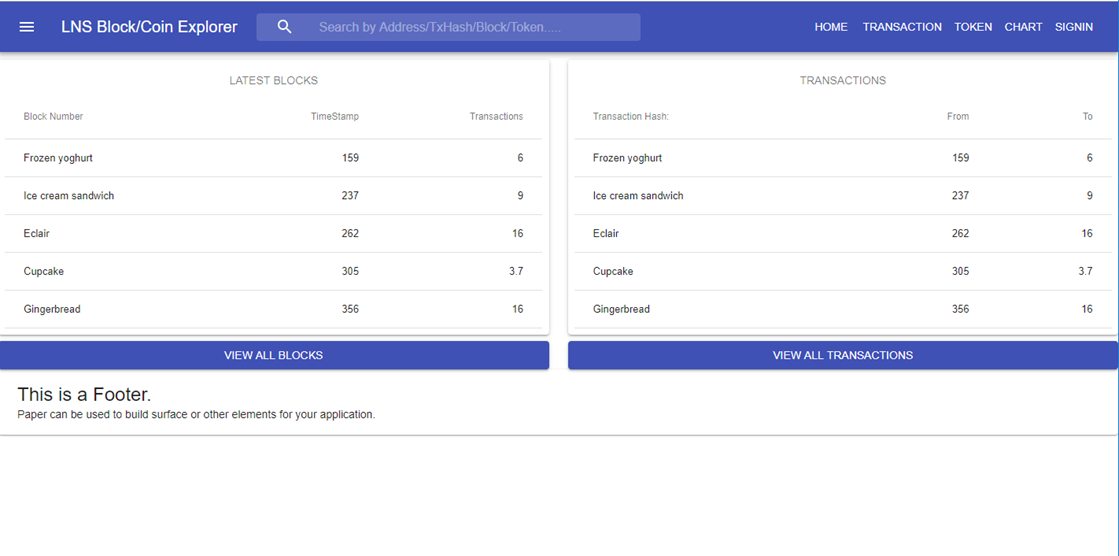 LNS Block/Coin Explorer Search by Address/TxHash/Block/Token..... HOME TRANSACTION TOKEN CHART SIGNIN
LATEST BLOCKS
Block Number TimeStamp Transactions
Frozen yoghurt 159 6
Ice cream sandwich 237 9
Eclair 262 16
Cupcake 305 3.7
Gingerbread 356 16
VIEW ALL BLOCKS
TRANSACTIONS
Transaction Hash: From To
Frozen yoghurt 159 6
Ice cream sandwich 237 9
Eclair 262 16
Cupcake 305 3.7
Gingerbread 356 16
VIEW ALL TRANSACTIONS
This is a Footer.
Paper can be used to build surface or other elements for your application.